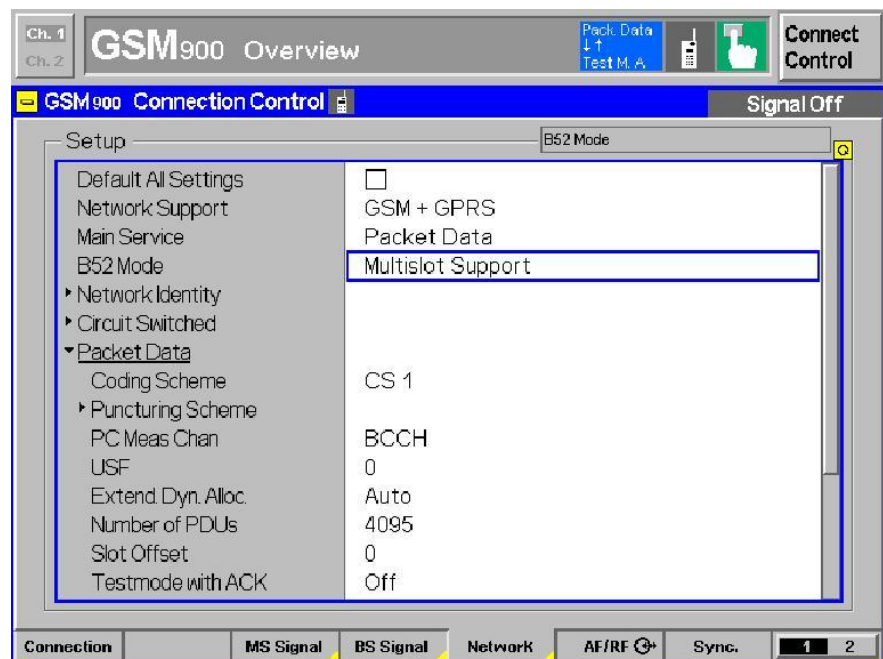 Ch. 1
Ch. 2
GSM900 Overview
Pack. Data
↓↑
Test M. A.
Connect
Control
GSM900 Connection Control
Signal Off
Setup
B52 Mode
Q
Default All Settings
Network Support GSM + GPRS
Main Service Packet Data
B52 Mode Multislot Support
Network Identity
Circuit Switched
Packet Data
Coding Scheme CS 1
Puncturing Scheme
PC Meas Chan BCCH
USF 0
Extend. Dyn. Alloc. Auto
Number of PDUs 4095
Slot Offset 0
Testmode with ACK Off
Connection MS Signal BS Signal Network AF/RF Sync. 1 2